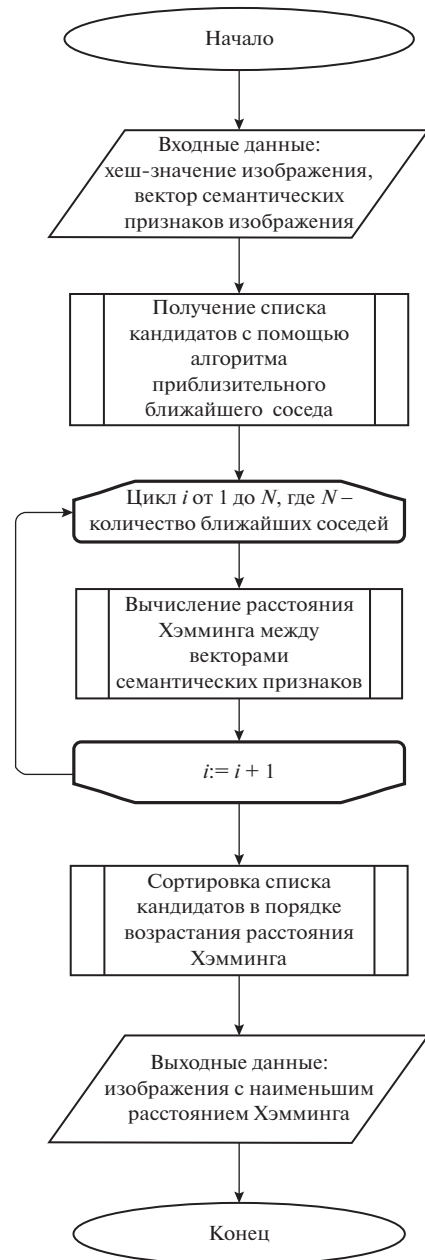 Начало
Входные данные:
хеш-значение изображения,
вектор семантических
признаков изображения
Получение списка
кандидатов с помощью
алгоритма
приблизительного
ближайшего соседа
Цикл i от 1 до N, где N –
количество ближайших соседей
Вычисление расстояния
Хэмминга между
векторами
семантических признаков
i:= i + 1
Сортировка списка
кандидатов в порядке
возрастания расстояния
Хэмминга
Выходные данные:
изображения с наименьшим
расстоянием Хэмминга
Конец